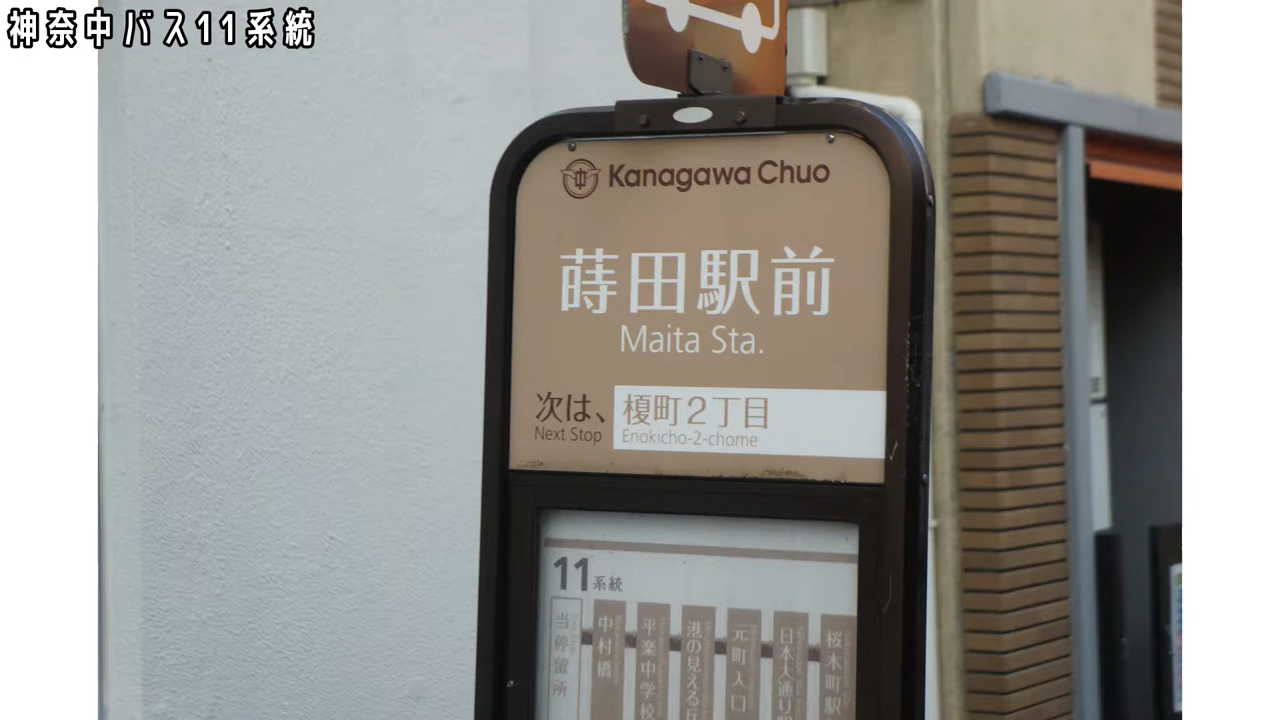 神奈中バス11系統
Kanagawa Chuo
蒔田駅前
Maita Sta.
次は、
Next Stop
榎町2丁目
Enokicho-2-chome
11系統
当停留所
中村橋
平楽中学校
港の見える丘
元町入口
日本大通り駅
桜木町駅